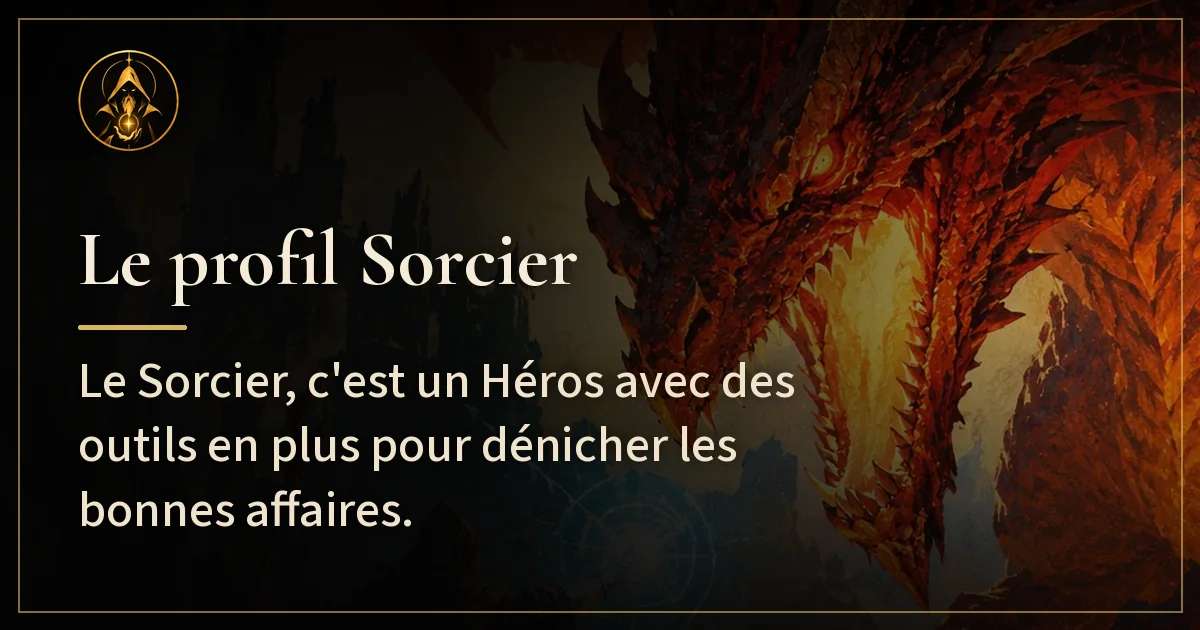 Le profil Sorcier
Le Sorcier, c'est un Héros avec des
outils en plus pour dénicher les
bonnes affaires.